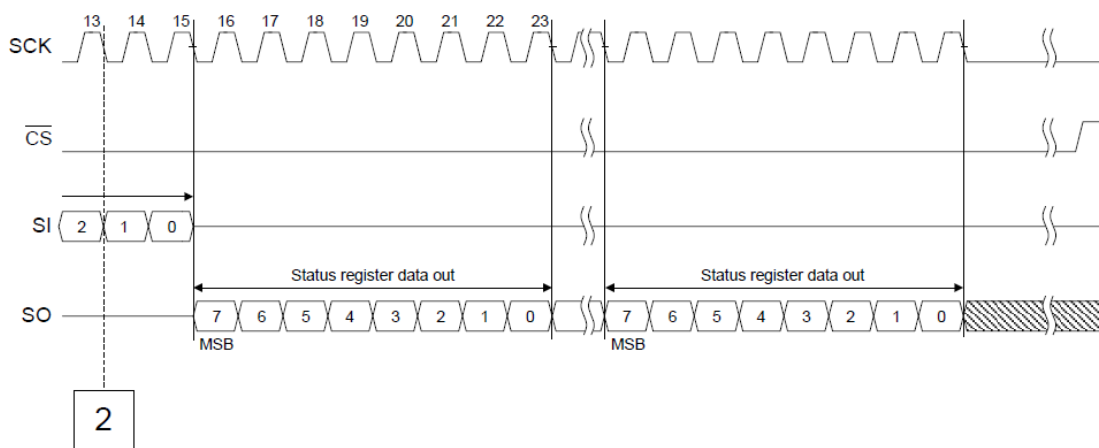 13 14 15 16 17 18 19 20 21 22 23
SCK
CS
SI 2 1 0
Status register data out Status register data out
SO 7 6 5 4 3 2 1 0 7 6 5 4 3 2 1 0
MSB MSB
2